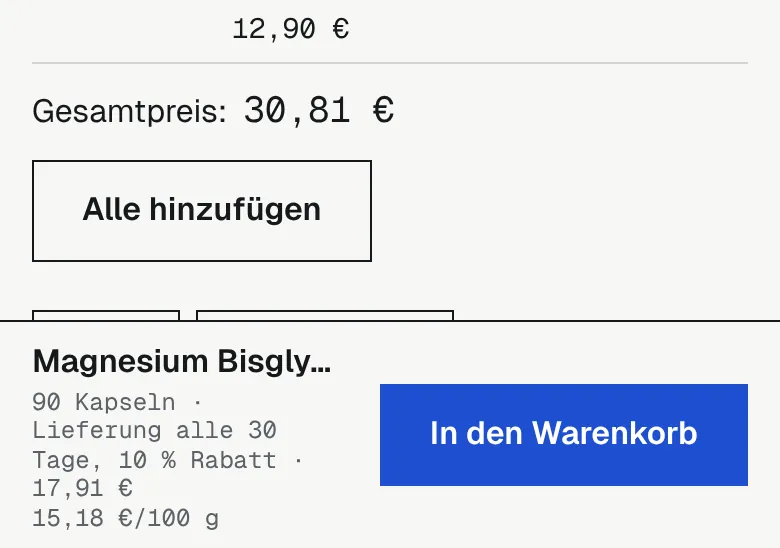 12,90 €
Gesamtpreis: 30,81 €
Alle hinzufügen
Magnesium Bisgly…
90 Kapseln ·
Lieferung alle 30
Tage, 10 % Rabatt ·
17,91 €
15,18 €/100 g
In den Warenkorb